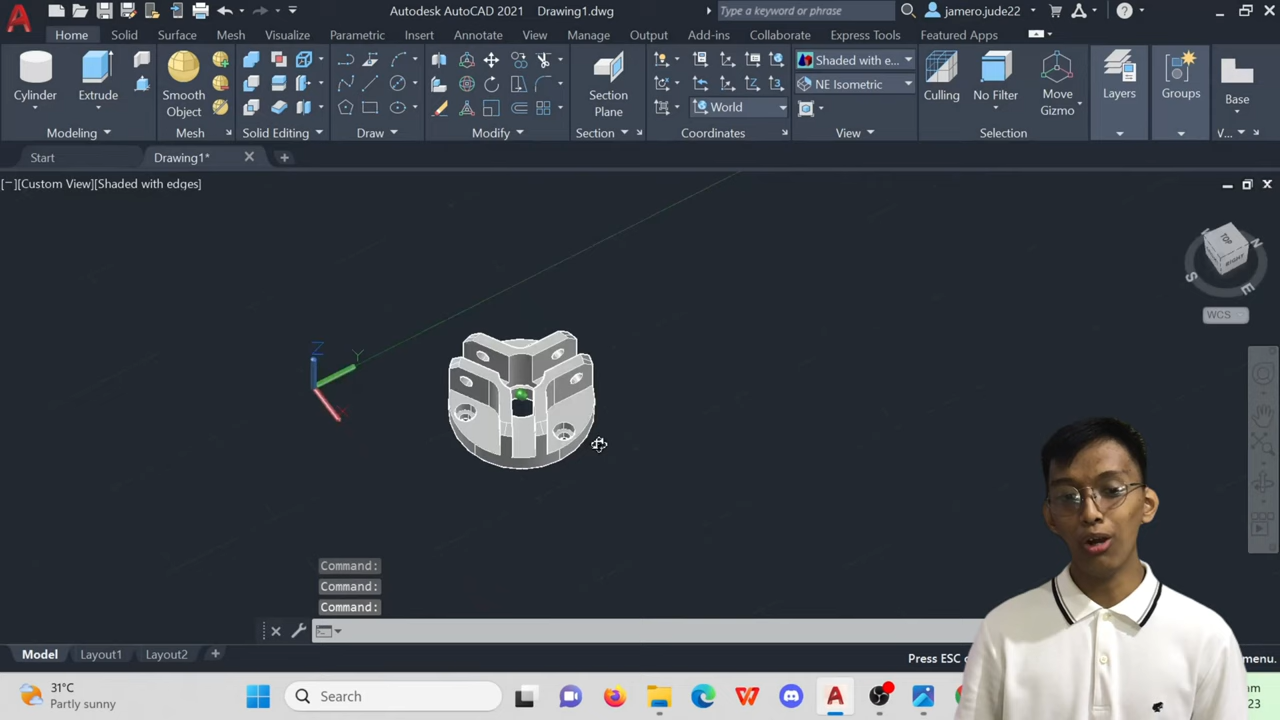 Autodesk AutoCAD 2021 Drawing1.dwg
Type a keyword or phrase
jamero.jude22
Home Solid Surface Mesh Visualize Parametric Insert Annotate View Manage Output Add-ins Collaborate Express Tools Featured Apps
Cylinder
Extrude
Smooth
Object
Section
Plane
Shaded with e...
NE Isometric
World
Culling
No Filter
Move
Gizmo
Layers
Groups
Base
Modeling
Mesh
Solid Editing
Draw
Modify
Section
Coordinates
View
Selection
V...
Start
Drawing1*
[−][Custom View][Shaded with edges]
TOP
RIGHT
N
S
E
WCS
Z
Y
X
Command:
Command:
Command:
Model Layout1 Layout2
Press ESC
menu.
31°C
Partly sunny
Search